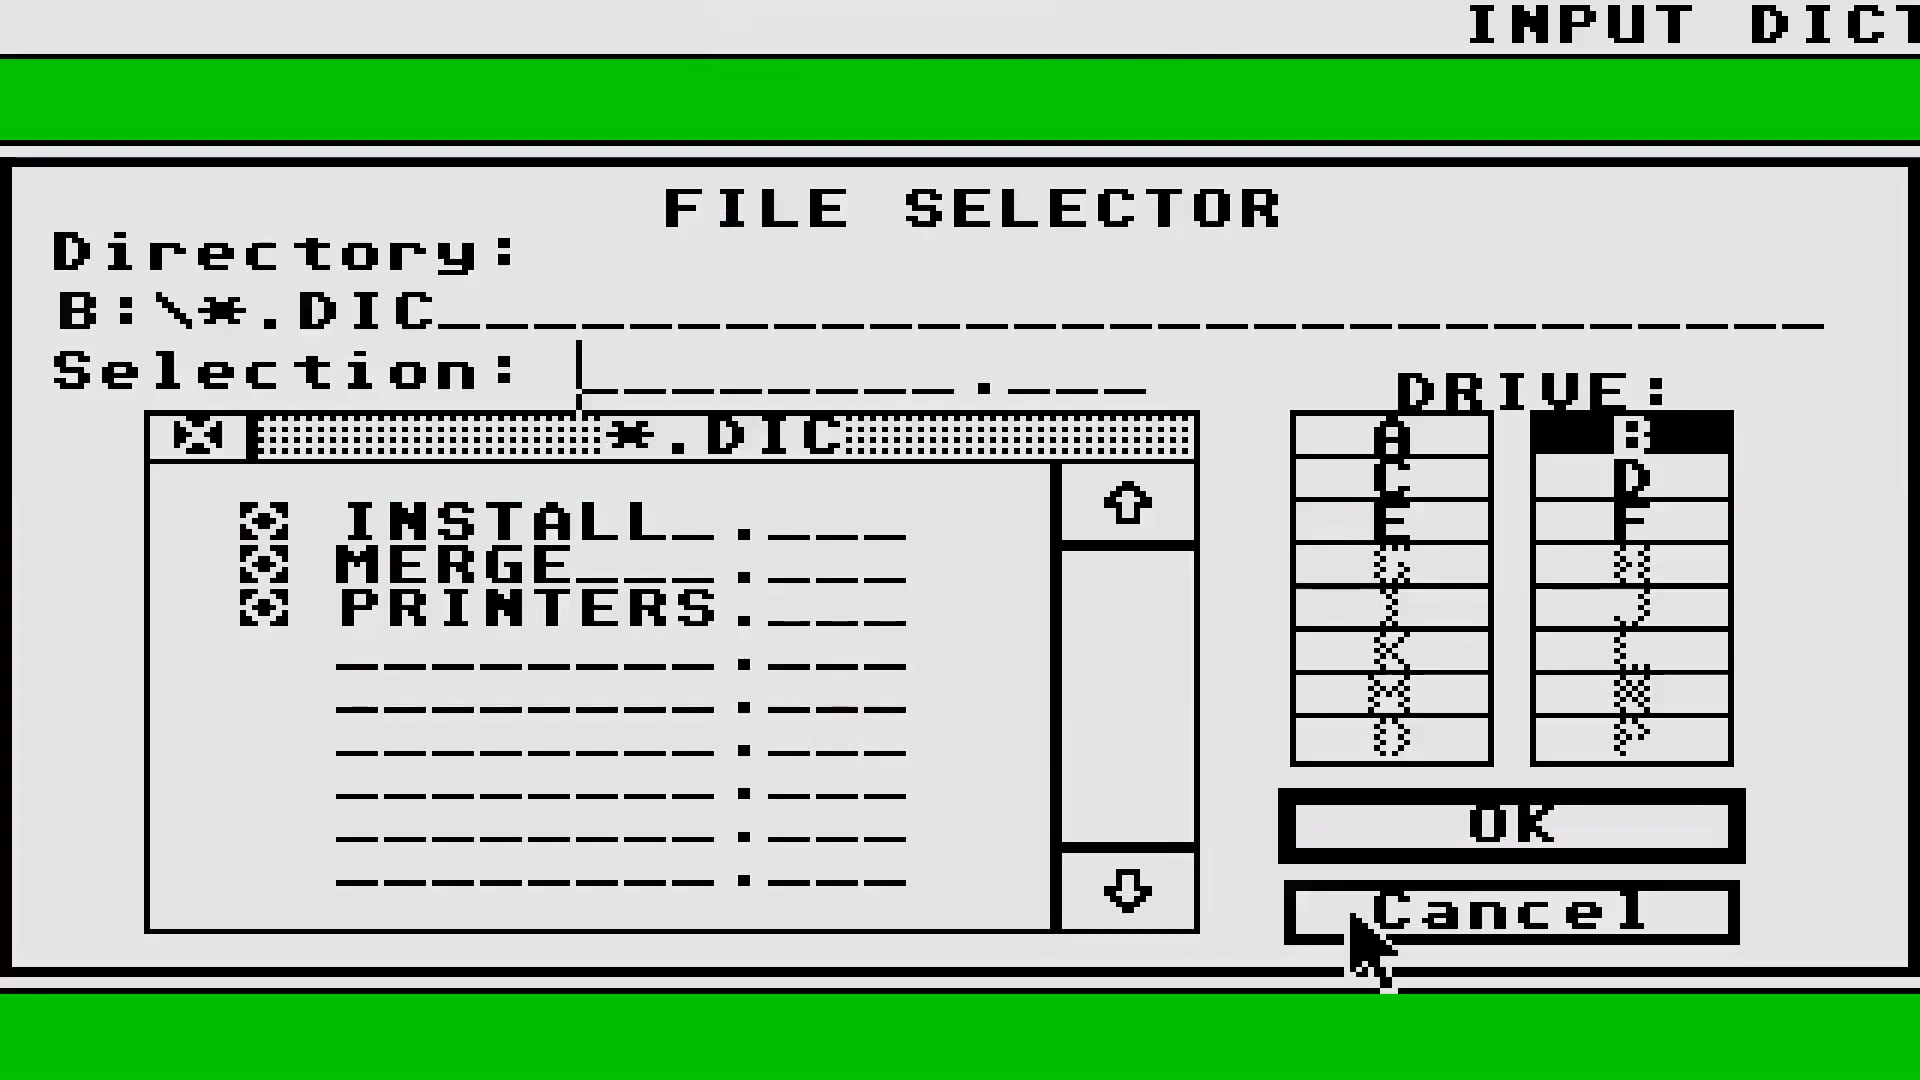 INPUT DICT
FILE SELECTOR
Directory:
B:\*.DIC
Selection: .
DRIVE:
*.DIC
INSTALL .
MERGE .
PRINTERS.
A B
C D
E F
G H
I J
K L
M N
O P
OK
Cancel